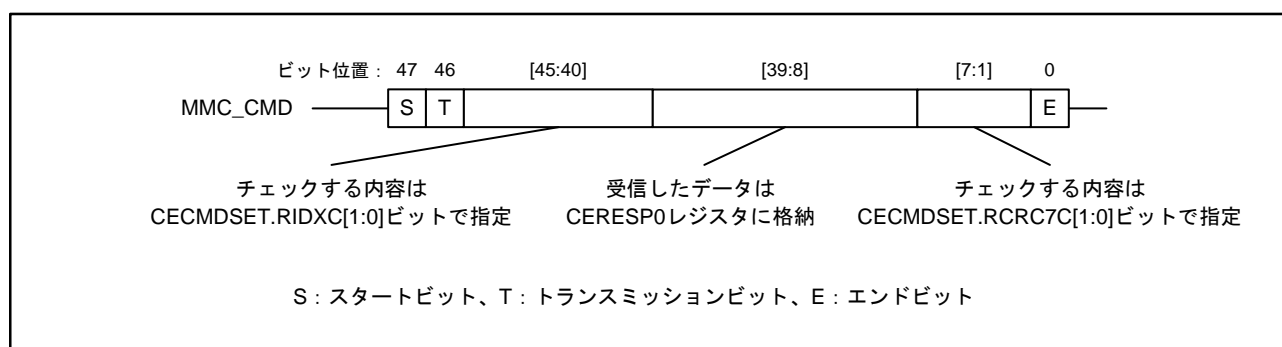 ビット位置： 47 46 [45:40] [39:8] [7:1] 0
MMC_CMD S T E
チェックする内容は 受信したデータは チェックする内容は
CECMDSET.RIDXC[1:0]ビットで指定 CERESP0レジスタに格納 CECMDSET.RCRC7C[1:0]ビットで指定
S：スタートビット、T：トランスミッションビット、E：エンドビット